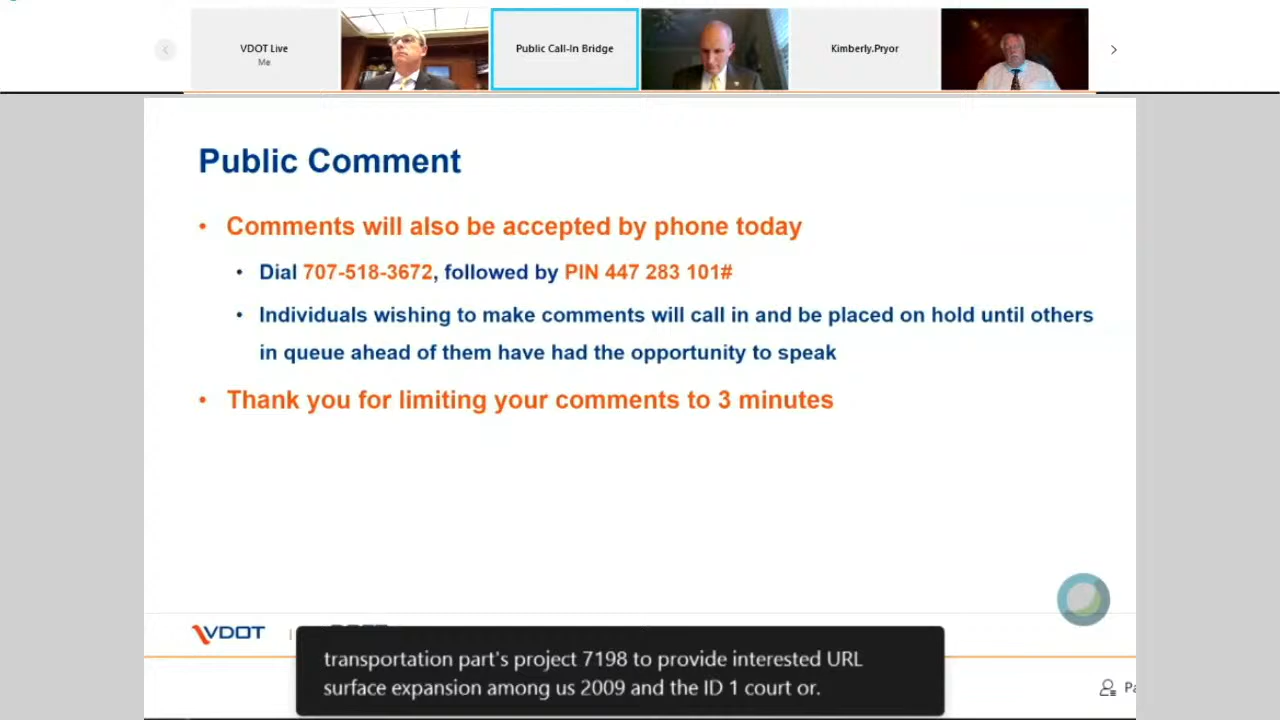 VDOT Live
Me
Public Call-In Bridge
Kimberly.Pryor
Public Comment
• Comments will also be accepted by phone today
• Dial 707-518-3672, followed by PIN 447 283 101#
• Individuals wishing to make comments will call in and be placed on hold until others
in queue ahead of them have had the opportunity to speak
• Thank you for limiting your comments to 3 minutes
VDOT |
transportation part's project 7198 to provide interested URL
surface expansion among us 2009 and the ID 1 court or.
Pa